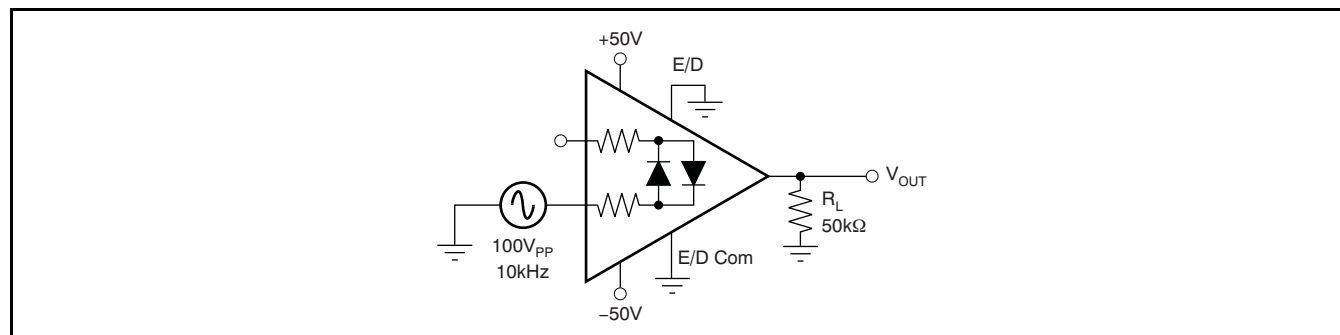 +50V
E/D
V_OUT
R_L
50kΩ
100V_PP
10kHz
E/D Com
−50V